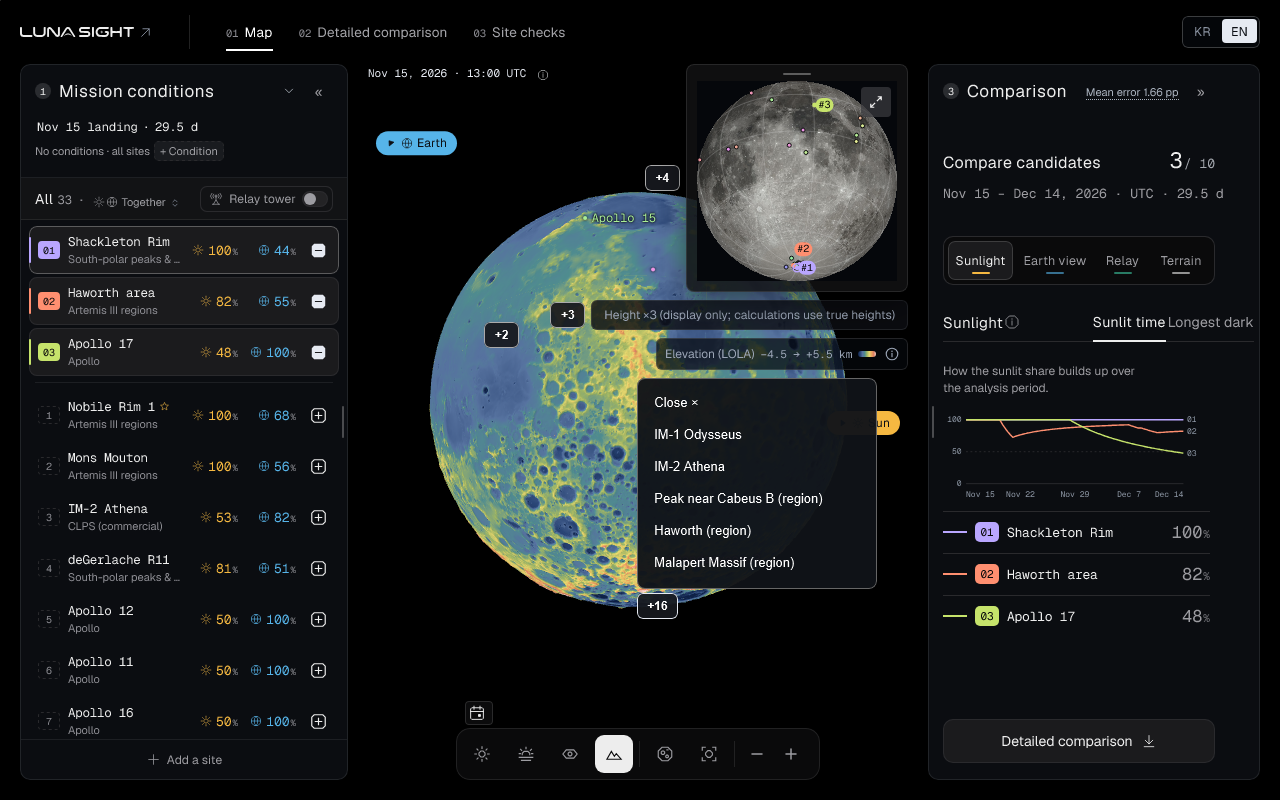 LUNA SIGHT
01 Map
02 Detailed comparison
03 Site checks
KR EN
1 Mission conditions «
Nov 15 landing · 29.5 d
No conditions · all sites + Condition
All 33 · Together Relay tower
01 Shackleton Rim 100% 44%
South-polar peaks & …
02 Haworth area 82% 55%
Artemis III regions
03 Apollo 17 48% 100%
Apollo
1 Nobile Rim 1 100% 68%
Artemis III regions
2 Mons Mouton 100% 56%
Artemis III regions
3 IM-2 Athena 53% 82%
CLPS (commercial)
4 deGerlache R11 81% 51%
South-polar peaks & …
5 Apollo 12 50% 100%
Apollo
6 Apollo 11 50% 100%
Apollo
7 Apollo 16 50% 100%
Apollo
+ Add a site
Nov 15, 2026 · 13:00 UTC
Earth
+4
Apollo 15
+3
+2
#3
#2
#1
Height ×3 (display only; calculations use true heights)
Elevation (LOLA) −4.5 → +5.5 km
Close ×
IM-1 Odysseus
IM-2 Athena
Peak near Cabeus B (region)
Haworth (region)
Malapert Massif (region)
+16
3 Comparison Mean error 1.66 pp »
Compare candidates 3 / 10
Nov 15 – Dec 14, 2026 · UTC · 29.5 d
Sunlight Earth view Relay Terrain
Sunlight Sunlit time Longest dark
How the sunlit share builds up over
the analysis period.
100
50
0
01
02
03
Nov 15 Nov 22 Nov 29 Dec 7 Dec 14
01 Shackleton Rim 100%
02 Haworth area 82%
03 Apollo 17 48%
Detailed comparison